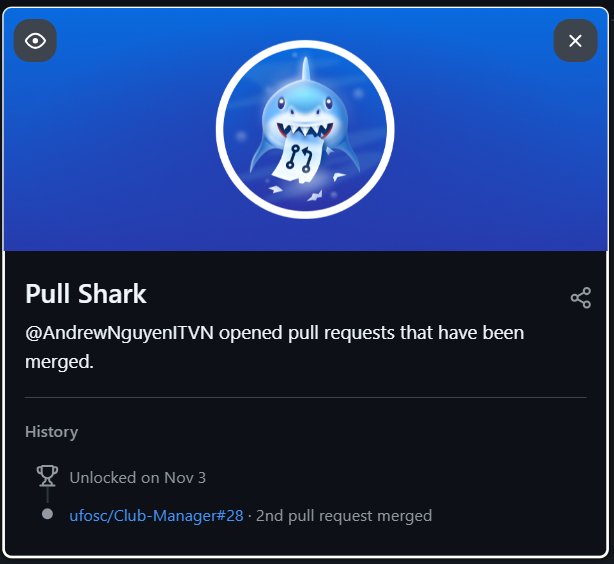 Pull Shark
@AndrewNguyenITVN opened pull requests that have been
merged.
History
Unlocked on Nov 3
ufosc/Club-Manager#28 · 2nd pull request merged